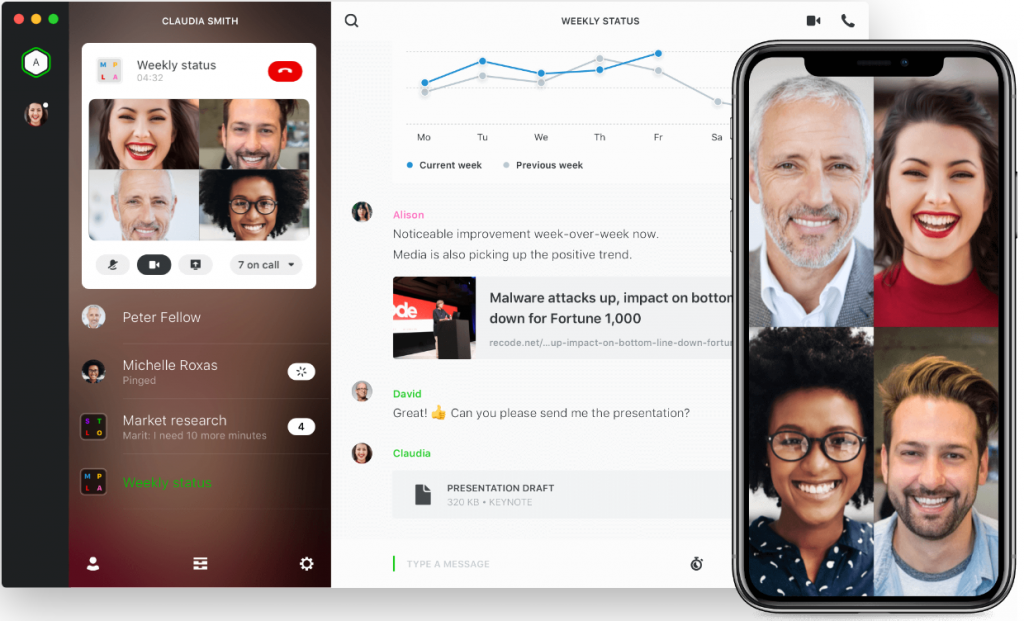 CLAUDIA SMITH
A
M P
L A
Weekly status
04:32
7 on call
Peter Fellow
Michelle Roxas
Pinged
S T
L O
Market research
Marit: I need 10 more minutes
4
M P
L A
Weekly status
WEEKLY STATUS
Mo Tu We Th Fr Sa
Current week Previous week
Alison
Noticeable improvement week-over-week now.
Media is also picking up the positive trend.
Malware attacks up, impact on bottom
down for Fortune 1,000
recode.net/...up-impact-on-bottom-line-down-fortu
David
Great! 👍 Can you please send me the presentation?
Claudia
PRESENTATION DRAFT
320 KB • KEYNOTE
TYPE A MESSAGE